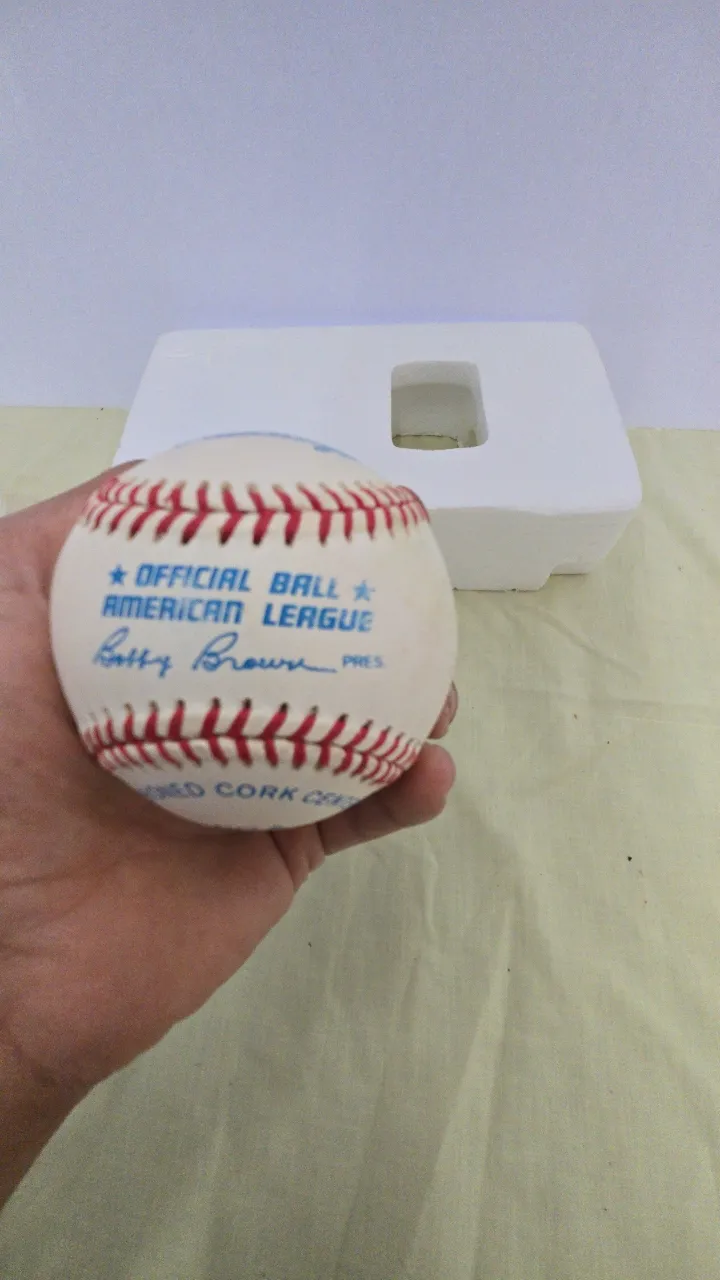 ★ OFFICIAL BALL ★
AMERICAN LEAGUE
Bobby Brown PRES.
CORK